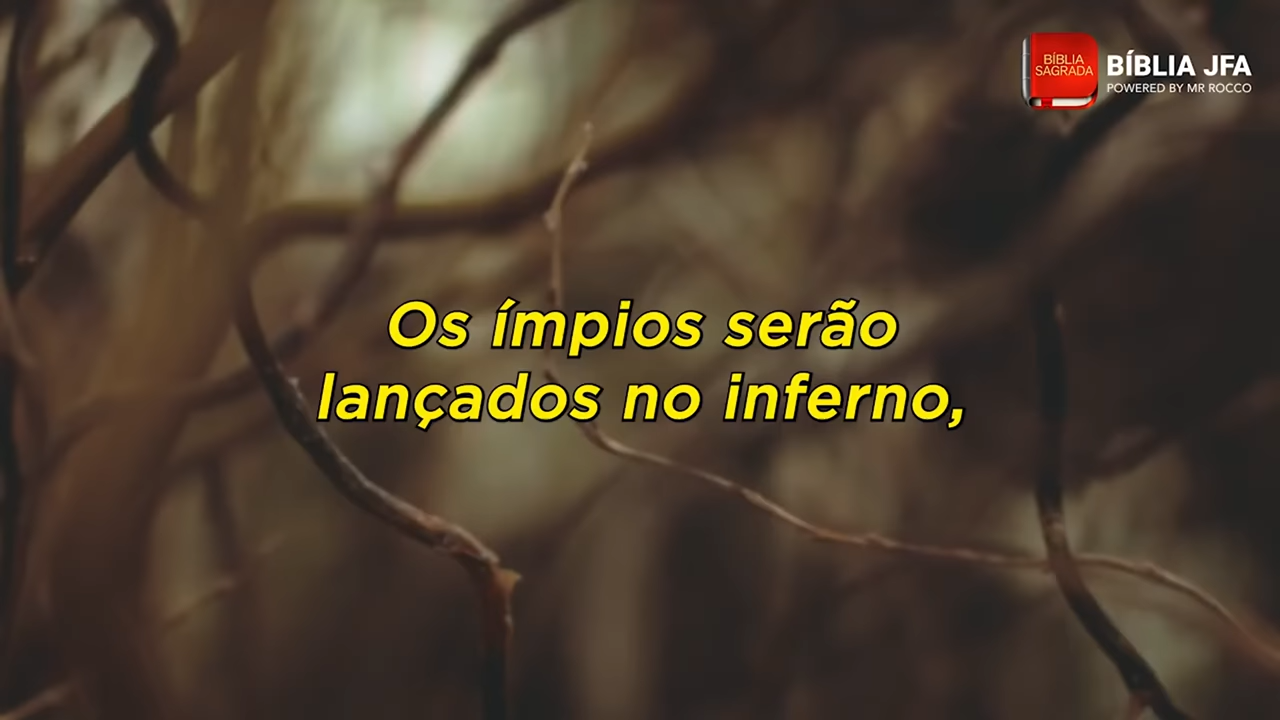 BÍBLIA
SAGRADA
BÍBLIA JFA
POWERED BY MR ROCCO
Os ímpios serão
lançados no inferno,